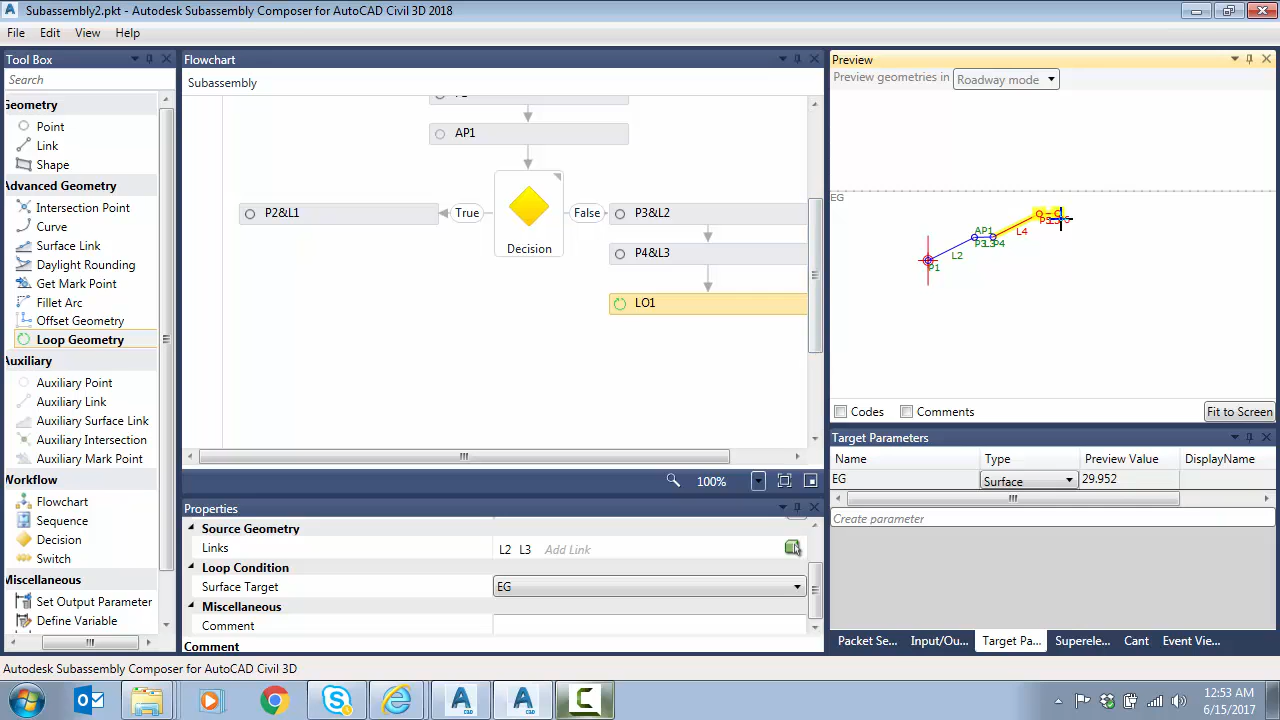 Subassembly2.pkt - Autodesk Subassembly Composer for AutoCAD Civil 3D 2018
File Edit View Help
Tool Box
Search
Geometry
Point
Link
Shape
Advanced Geometry
Intersection Point
Curve
Surface Link
Daylight Rounding
Get Mark Point
Fillet Arc
Offset Geometry
Loop Geometry
Auxiliary
Auxiliary Point
Auxiliary Link
Auxiliary Surface Link
Auxiliary Intersection
Auxiliary Mark Point
Workflow
Flowchart
Sequence
Decision
Switch
Miscellaneous
Set Output Parameter
Define Variable
Flowchart
Subassembly
AP1
P2&L1
True
False
P3&L2
Decision
P4&L3
LO1
100%
Properties
Source Geometry
Links L2 L3 Add Link
Loop Condition
Surface Target EG
Miscellaneous
Comment
Comment
Preview
Preview geometries in Roadway mode
EG
AP1
P3L3P4
L4
L2
P1
Codes Comments Fit to Screen
Target Parameters
Name Type Preview Value DisplayName
EG Surface 29.952
Create parameter
Packet Se... Input/Ou... Target Pa... Superele... Cant Event Vie...
Autodesk Subassembly Composer for AutoCAD Civil 3D
12:53 AM
6/15/2017